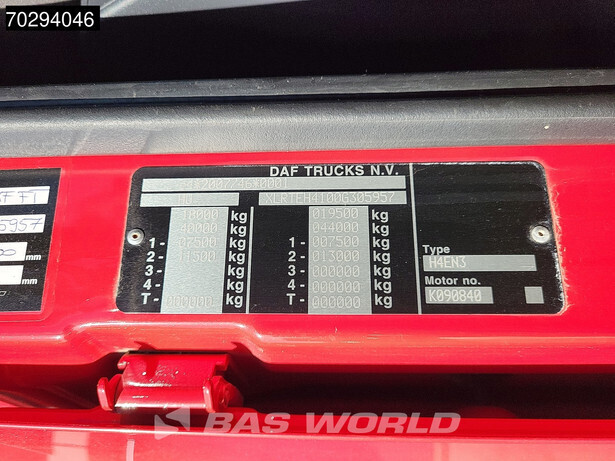 70294046
DAF TRUCKS N.V.
NL XLRTEH4100G305957
10000 kg 019500 kg
40000 kg 044000 kg
1 - 07500 kg 1 - 007500 kg
2 - 11500 kg 2 - 013000 kg
3 - kg 3 - 000000 kg
4 - kg 4 - 000000 kg
T - 000000 kg T - 000000 kg
Type
H4EN3
Motor no.
K090840
5957
mm
mm
BAS WORLD